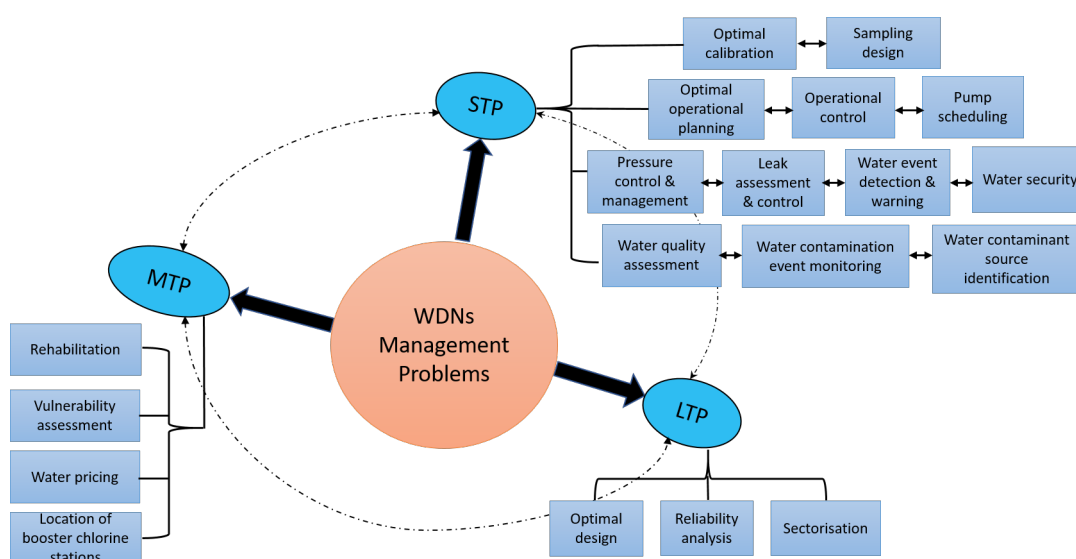 Optimal
calibration
Sampling
design
STP
Optimal
operational
planning
Operational
control
Pump
scheduling
Pressure
control &
management
Leak
assessment
& control
Water event
detection &
warning
Water security
Water quality
assessment
Water contamination
event monitoring
Water contaminant
source
identification
MTP
WDNs
Management
Problems
Rehabilitation
Vulnerability
assessment
Water pricing
Location of
booster chlorine
stations
LTP
Optimal
design
Reliability
analysis
Sectorisation